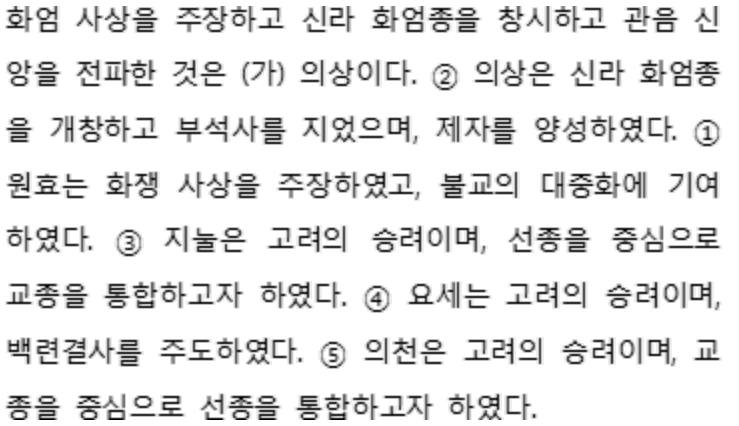 화엄 사상을 주장하고 신라 화엄종을 창시하고 관음 신
앙을 전파한 것은 (가) 의상이다. ② 의상은 신라 화엄종
을 개창하고 부석사를 지었으며, 제자를 양성하였다. ①
원효는 화쟁 사상을 주장하였고, 불교의 대중화에 기여
하였다. ③ 지눌은 고려의 승려이며, 선종을 중심으로
교종을 통합하고자 하였다. ④ 요세는 고려의 승려이며,
백련결사를 주도하였다. ⑤ 의천은 고려의 승려이며, 교
종을 중심으로 선종을 통합하고자 하였다.